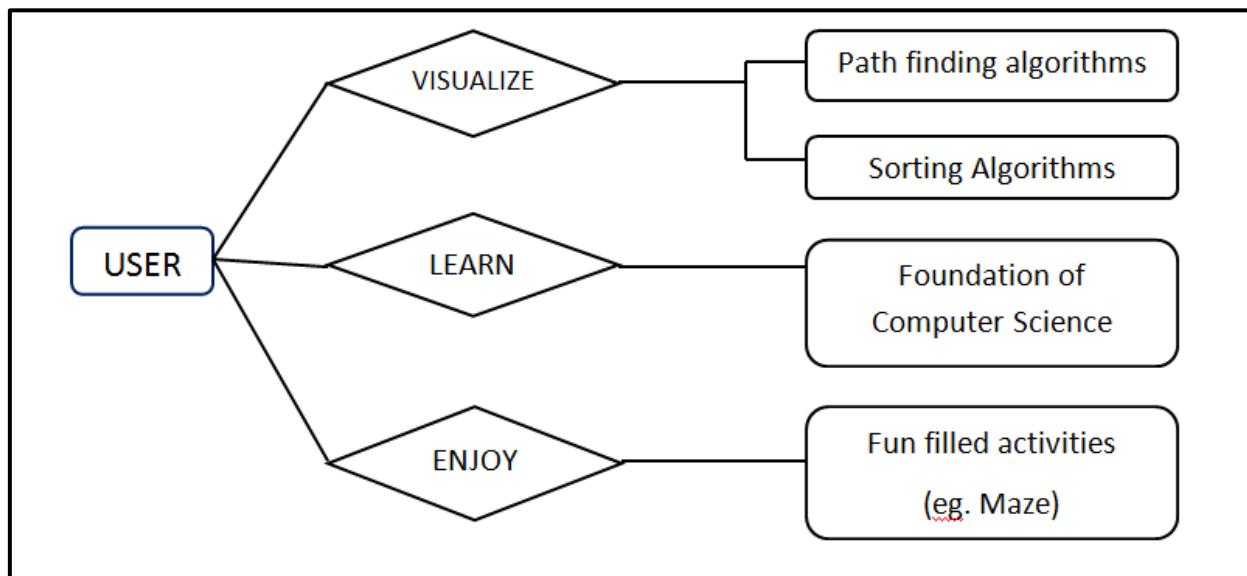 VISUALIZE
Path finding algorithms
Sorting Algorithms
USER
LEARN
Foundation of
Computer Science
ENJOY
Fun filled activities
(eg. Maze)